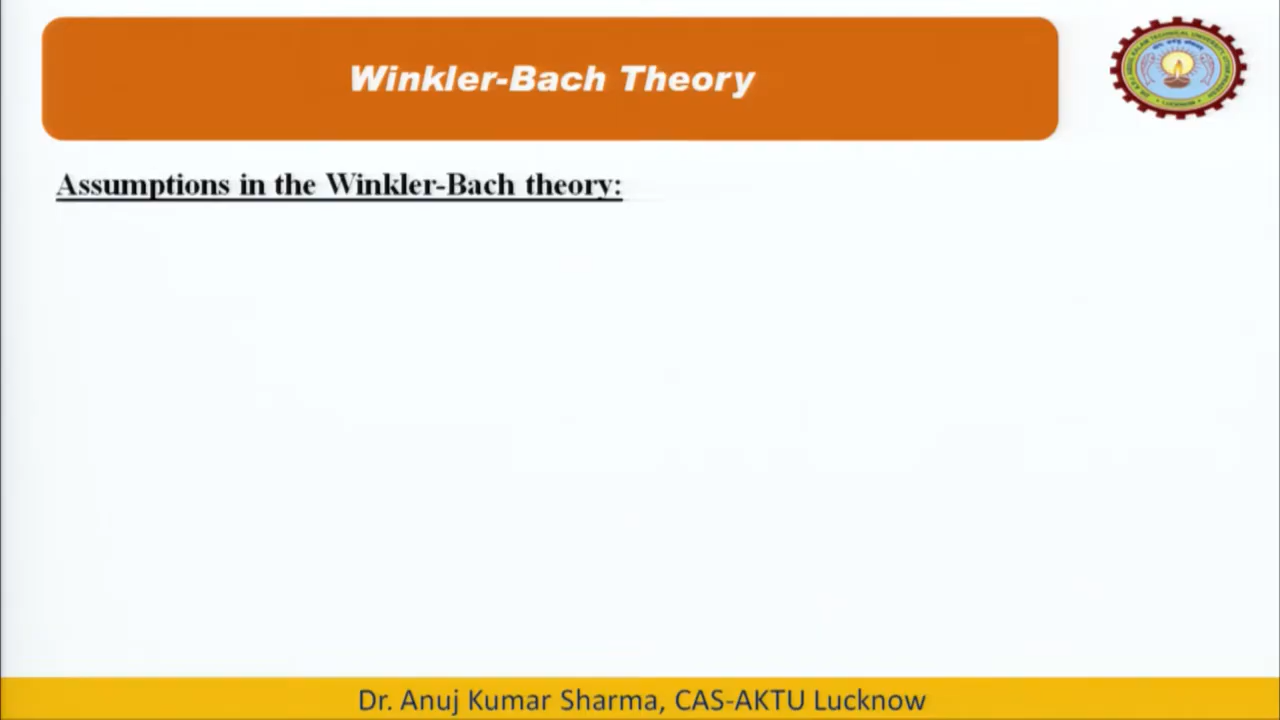 Winkler-Bach Theory
Assumptions in the Winkler-Bach theory:
Dr. Anuj Kumar Sharma, CAS-AKTU Lucknow